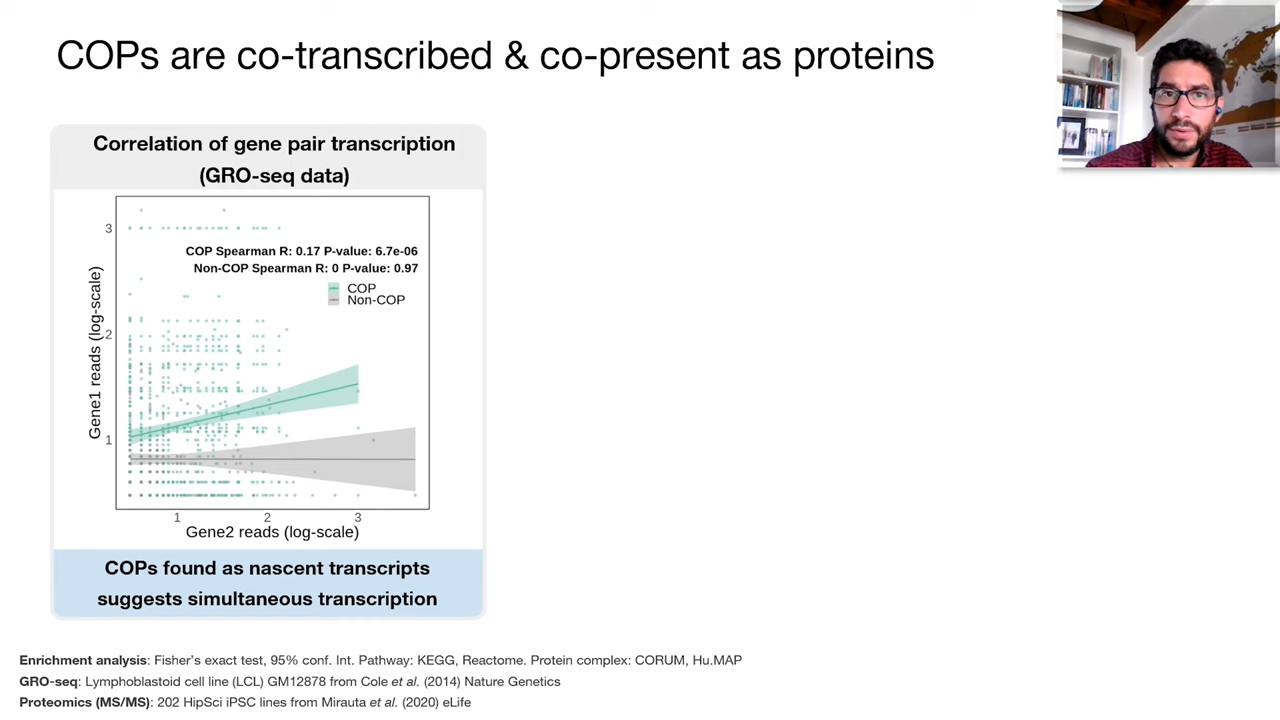 COPs are co-transcribed & co-present as proteins
Correlation of gene pair transcription
(GRO-seq data)
COP Spearman R: 0.17 P-value: 6.7e-06
Non-COP Spearman R: 0 P-value: 0.97
COP
Non-COP
3
2
1
Gene1 reads (log-scale)
1 2 3
Gene2 reads (log-scale)
COPs found as nascent transcripts
suggests simultaneous transcription
Enrichment analysis: Fisher's exact test, 95% conf. Int. Pathway: KEGG, Reactome. Protein complex: CORUM, Hu.MAP
GRO-seq: Lymphoblastoid cell line (LCL) GM12878 from Cole et al. (2014) Nature Genetics
Proteomics (MS/MS): 202 HipSci iPSC lines from Mirauta et al. (2020) eLife